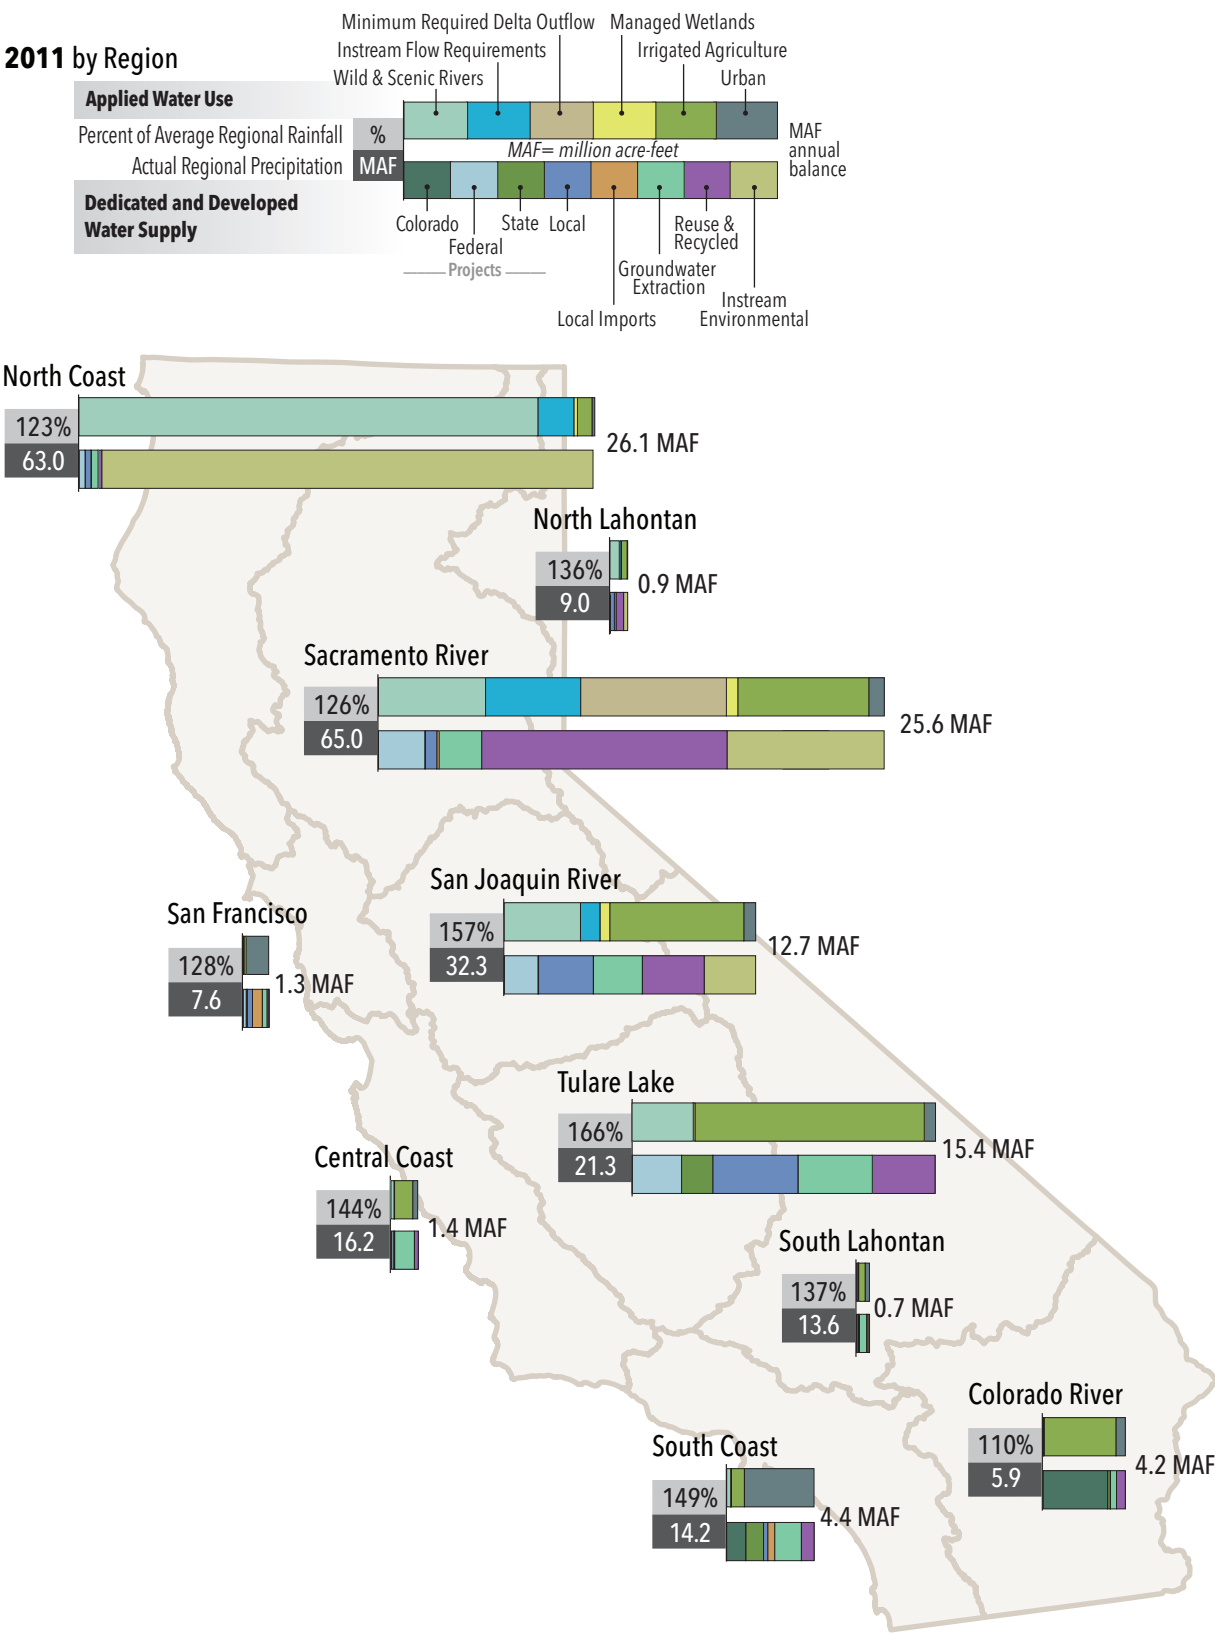 2011 by Region
Minimum Required Delta Outflow
Managed Wetlands
Instream Flow Requirements
Irrigated Agriculture
Wild & Scenic Rivers
Urban
Applied Water Use
Percent of Average Regional Rainfall
%
MAF= million acre-feet
Actual Regional Precipitation
MAF
MAF
annual
balance
Dedicated and Developed
Water Supply
Colorado
Federal
State
Local
Projects
Local Imports
Groundwater
Extraction
Reuse &
Recycled
Instream
Environmental
North Coast
123%
63.0
26.1 MAF
North Lahontan
136%
9.0
0.9 MAF
Sacramento River
126%
65.0
25.6 MAF
San Joaquin River
157%
32.3
12.7 MAF
San Francisco
128%
7.6
1.3 MAF
Tulare Lake
166%
21.3
15.4 MAF
Central Coast
144%
16.2
1.4 MAF
South Lahontan
137%
13.6
0.7 MAF
Colorado River
110%
5.9
4.2 MAF
South Coast
149%
14.2
4.4 MAF